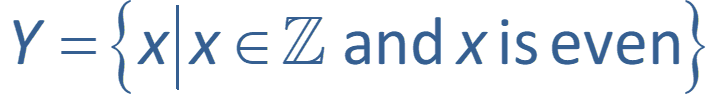 Y = {x|x ∈ ℤ and x is even}